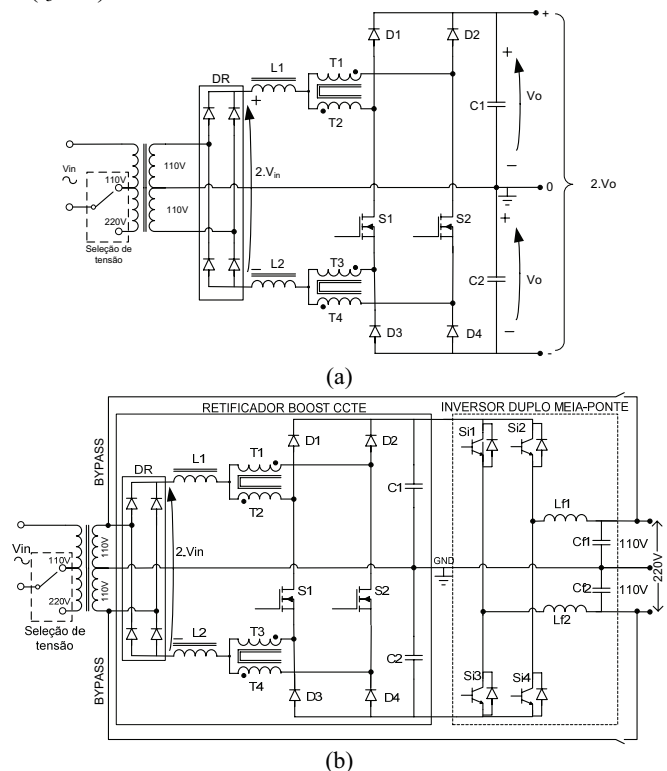 D1
D2
+
DR
L1
T1
+
+
T2
C1
Vo
Vin
110V
110V
2.Vin
−
0
2.Vo
110V
+
220V
S1
S2
Seleção de
tensão
−
L2
T3
C2
Vo
T4
D3
D4
−
-
(a)
RETIFICADOR BOOST CCTE
INVERSOR DUPLO MEIA-PONTE
BYPASS
D1
D2
Si1
Si2
DR
L1
T1
C1
T2
Lf1
Vin
110V
110V
2.Vin
Cf1
110V
GND
220V
110V
220V
S1
S2
Cf2
110V
Lf2
Seleção de
tensão
L2
T3
C2
T4
Si3
Si4
BYPASS
D3
D4
(b)